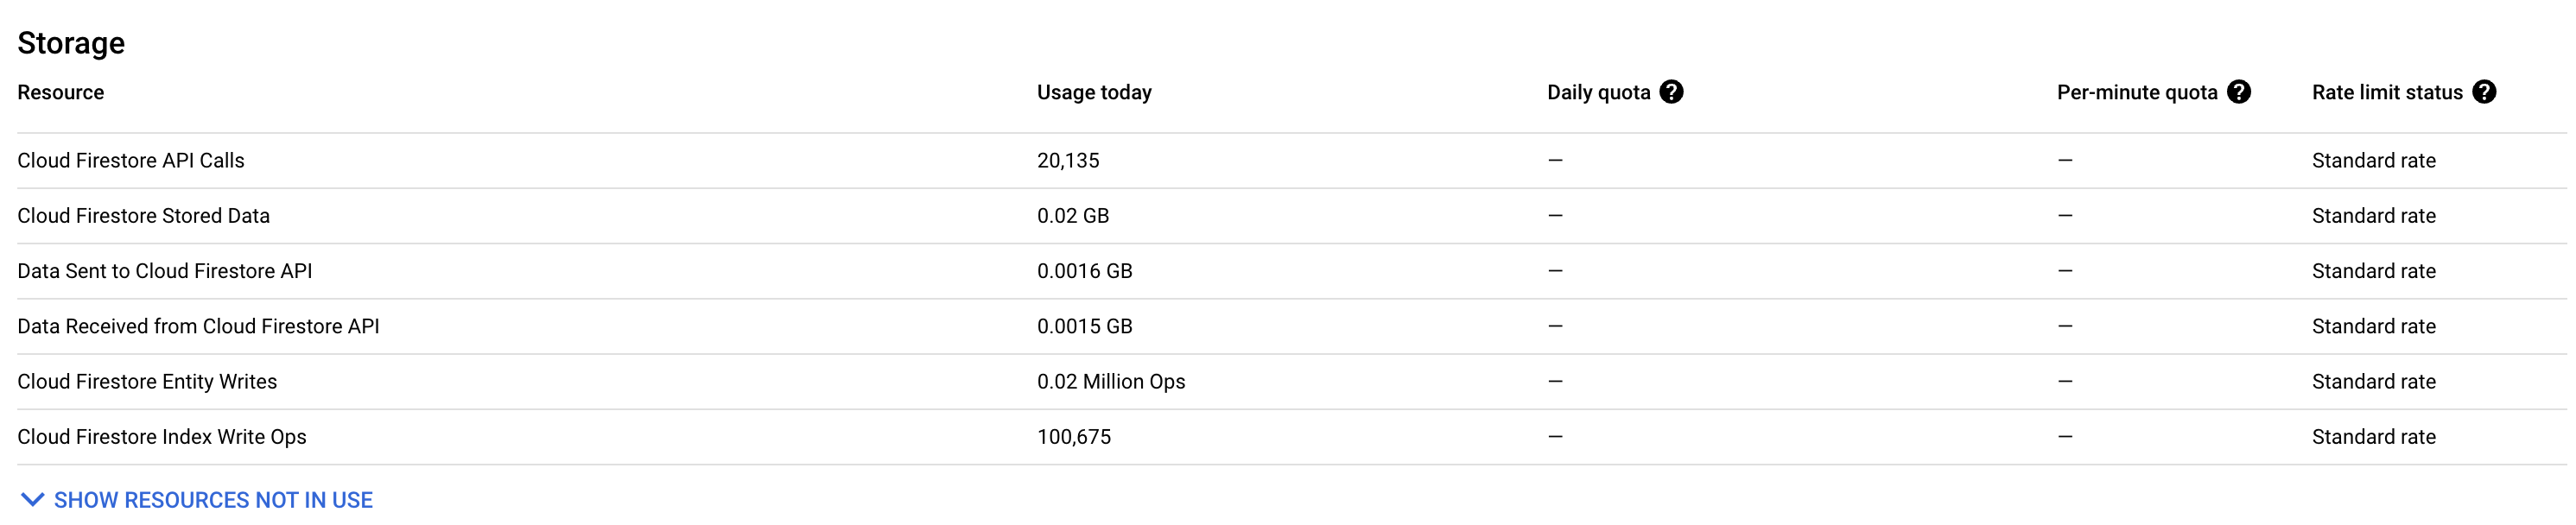 Storage
Resource Usage today Daily quota ? Per-minute quota ? Rate limit status ?
Cloud Firestore API Calls 20,135 — — Standard rate
Cloud Firestore Stored Data 0.02 GB — — Standard rate
Data Sent to Cloud Firestore API 0.0016 GB — — Standard rate
Data Received from Cloud Firestore API 0.0015 GB — — Standard rate
Cloud Firestore Entity Writes 0.02 Million Ops — — Standard rate
Cloud Firestore Index Write Ops 100,675 — — Standard rate
SHOW RESOURCES NOT IN USE